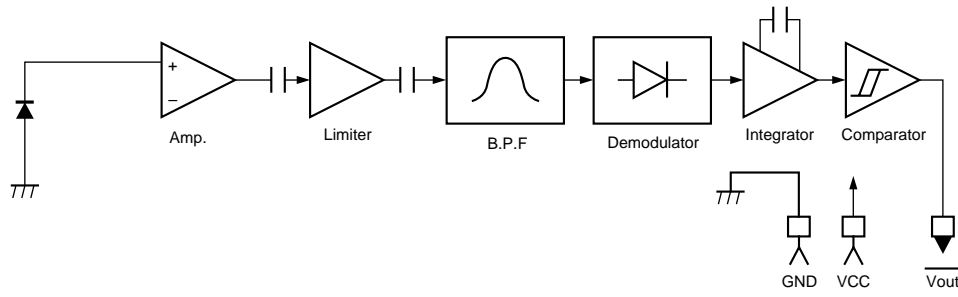 +
−
Amp.
Limiter
B.P.F
Demodulator
Integrator
Comparator
GND
VCC
Vout